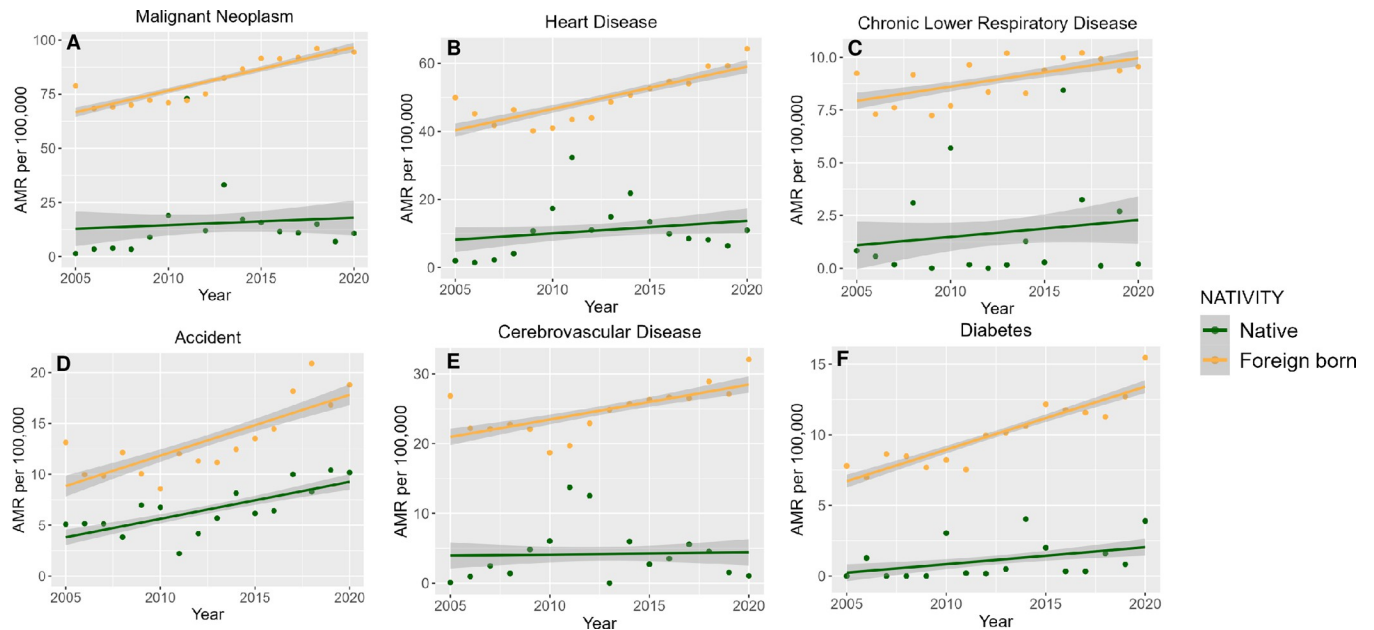 Malignant Neoplasm
A
AMR per 100,000
100
75
50
25
0
2005 2010 2015 2020
Year
Heart Disease
B
AMR per 100,000
60
40
20
0
2005 2010 2015 2020
Year
Chronic Lower Respiratory Disease
C
AMR per 100,000
10.0
7.5
5.0
2.5
0.0
2005 2010 2015 2020
Year
Accident
D
AMR per 100,000
20
15
10
5
0
2005 2010 2015 2020
Year
Cerebrovascular Disease
E
AMR per 100,000
30
20
10
0
2005 2010 2015 2020
Year
Diabetes
F
AMR per 100,000
15
10
5
0
2005 2010 2015 2020
Year
NATIVITY
Native
Foreign born